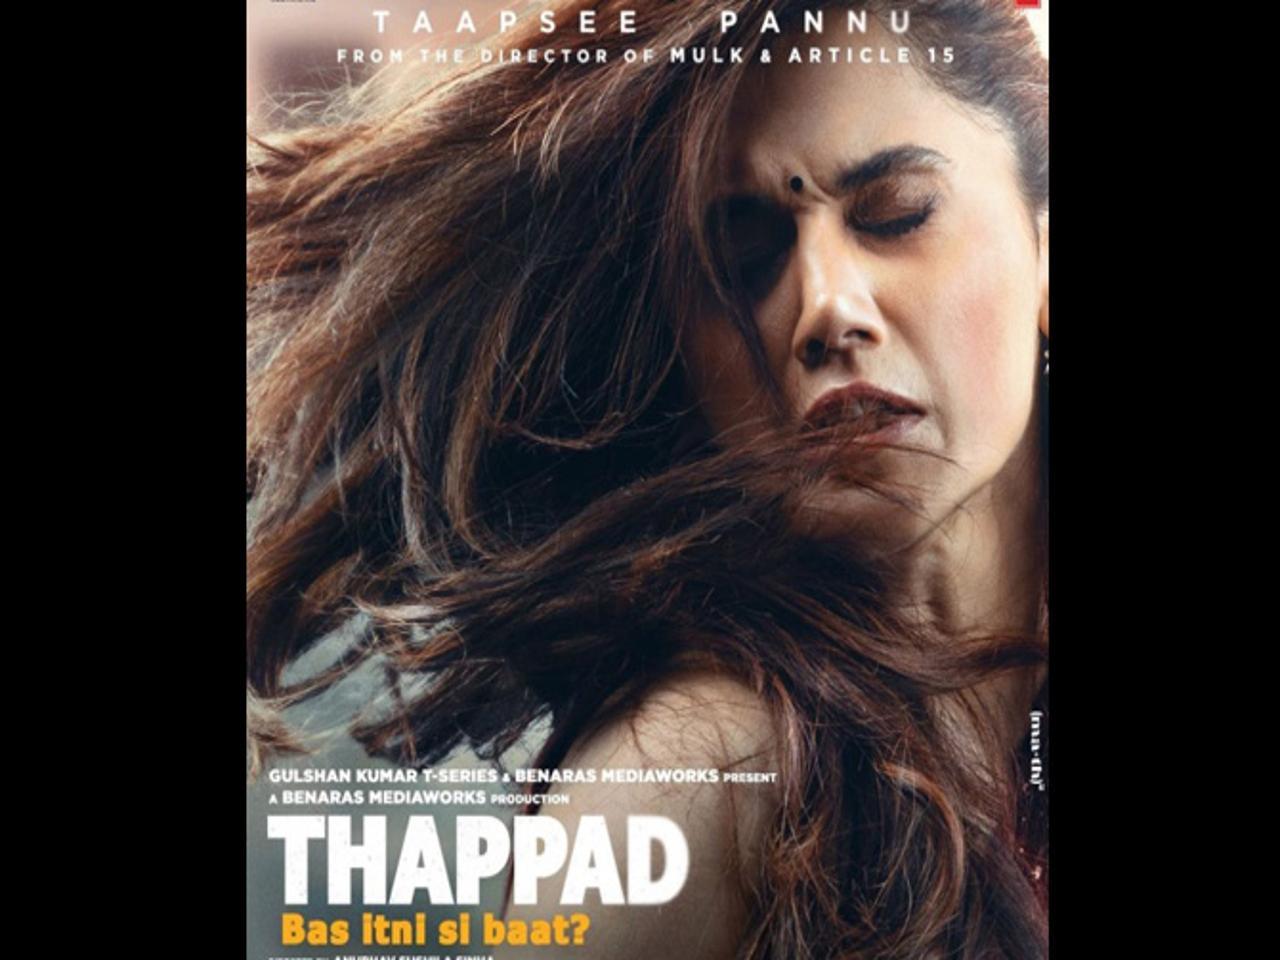 TAAPSEE PANNU
FROM THE DIRECTOR OF MULK & ARTICLE 15
GULSHAN KUMAR T-SERIES & BENARAS MEDIAWORKS PRESENT
A BENARAS MEDIAWORKS PRODUCTION
THAPPAD
Bas itni si baat?